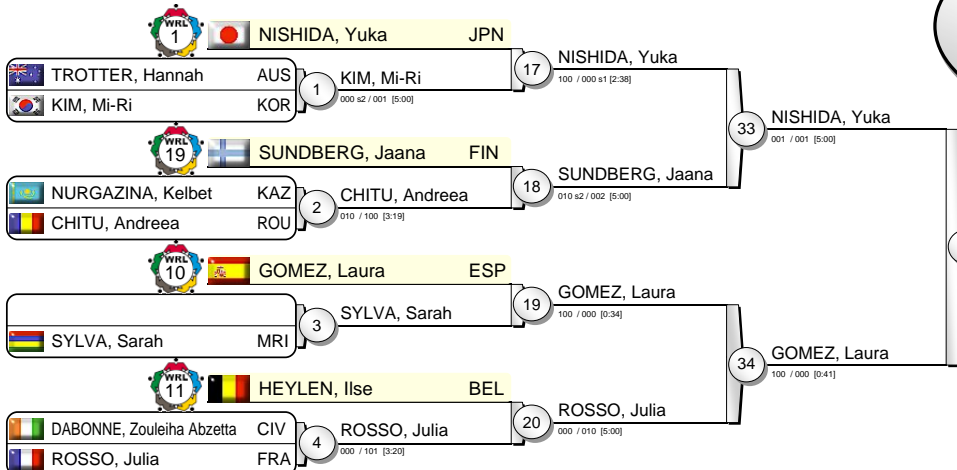 WRL 1 NISHIDA, Yuka JPN
TROTTER, Hannah AUS
KIM, Mi-Ri KOR
1 KIM, Mi-Ri
000 s2 / 001 [5:00]
17 NISHIDA, Yuka
100 / 000 s1 [2:38]
WRL 19 SUNDBERG, Jaana FIN
NURGAZINA, Kelbet KAZ
CHITU, Andreea ROU
2 CHITU, Andreea
010 / 100 [3:19]
18 SUNDBERG, Jaana
010 s2 / 002 [5:00]
33 NISHIDA, Yuka
001 / 001 [5:00]
WRL 10 GOMEZ, Laura ESP
SYLVA, Sarah MRI
3 SYLVA, Sarah
19 GOMEZ, Laura
100 / 000 [0:34]
WRL 11 HEYLEN, Ilse BEL
DABONNE, Zouleiha Abzetta CIV
ROSSO, Julia FRA
4 ROSSO, Julia
000 / 101 [3:20]
20 ROSSO, Julia
000 / 010 [5:00]
34 GOMEZ, Laura
100 / 000 [0:41]